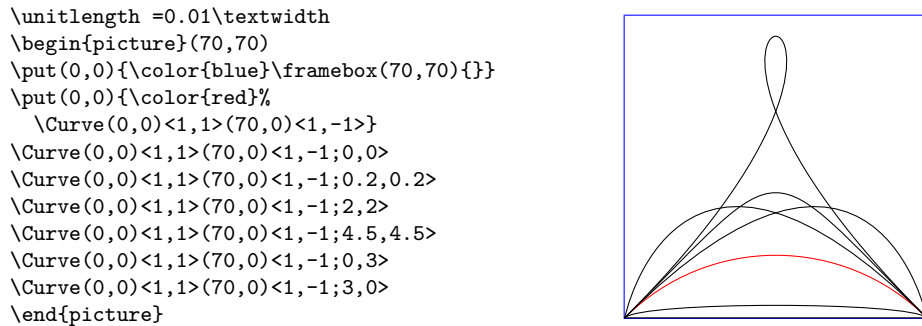 \unitlength =0.01\textwidth
\begin{picture}(70,70)
\put(0,0){\color{blue}\framebox(70,70){}}
\put(0,0){\color{red}%
  \Curve(0,0)<1,1>(70,0)<1,-1>}
\Curve(0,0)<1,1>(70,0)<1,-1;0,0>
\Curve(0,0)<1,1>(70,0)<1,-1;0.2,0.2>
\Curve(0,0)<1,1>(70,0)<1,-1;2,2>
\Curve(0,0)<1,1>(70,0)<1,-1;4.5,4.5>
\Curve(0,0)<1,1>(70,0)<1,-1;0,3>
\Curve(0,0)<1,1>(70,0)<1,-1;3,0>
\end{picture}